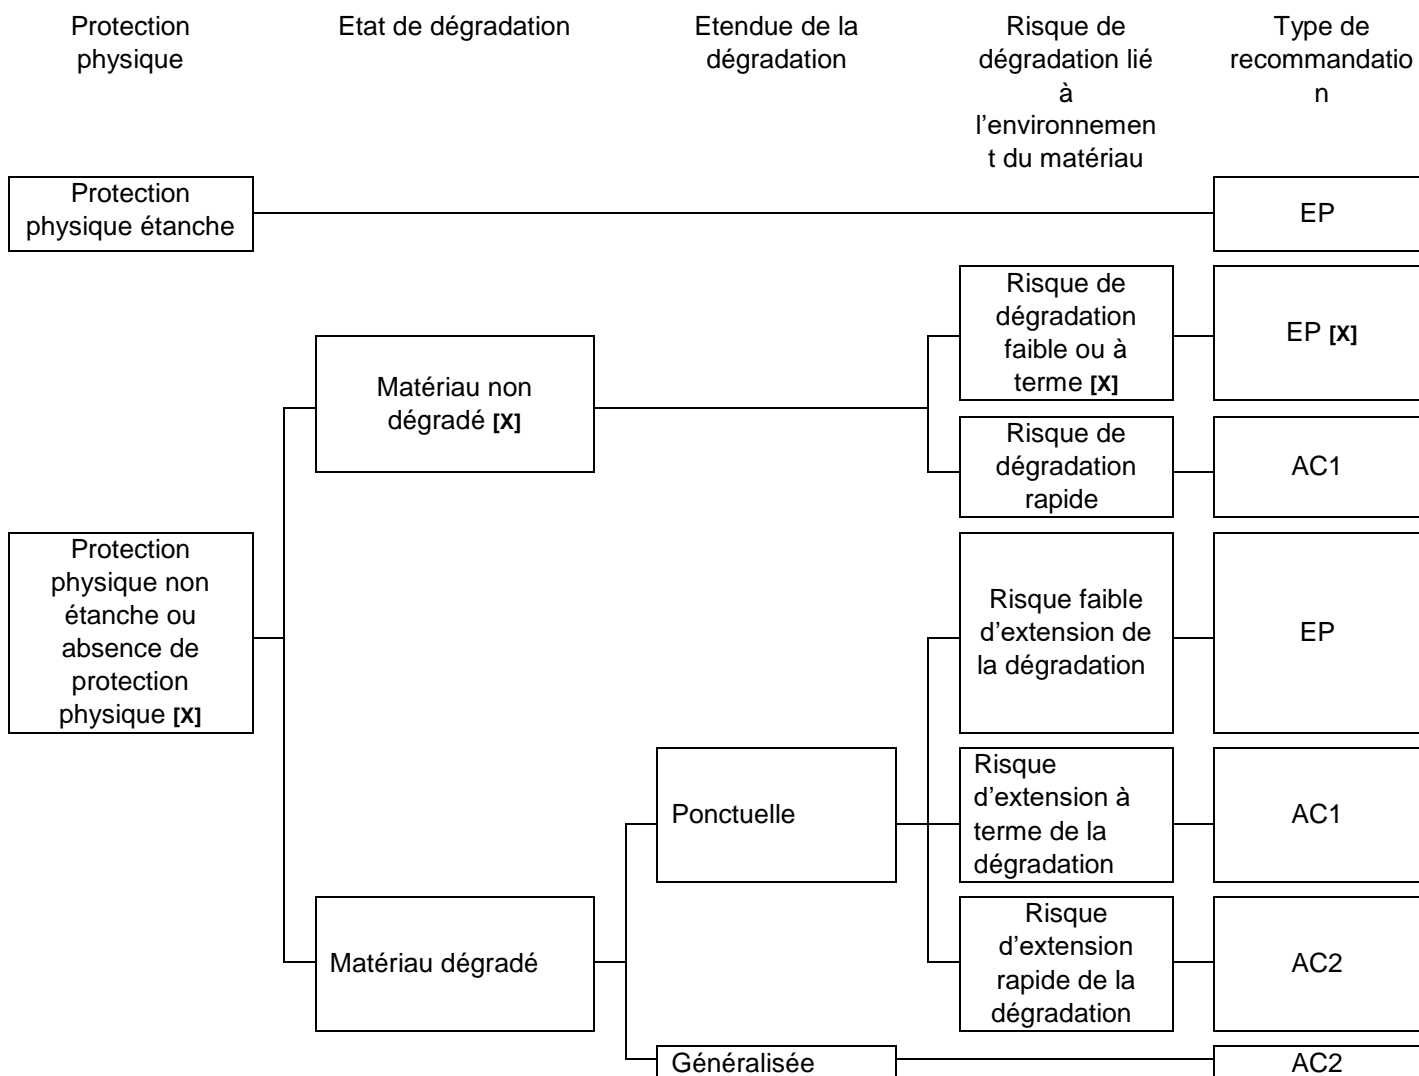 Protection
physique
Etat de dégradation
Etendue de la
dégradation
Risque de
dégradation lié
à
l'environnemen
t du matériau
Type de
recommandatio
n
Protection
physique étanche
EP
Risque de
dégradation
faible ou à
terme [X]
EP [X]
Matériau non
dégradé [X]
Risque de
dégradation
rapide
AC1
Protection
physique non
étanche ou
absence de
protection
physique [X]
Risque faible
d'extension de
la dégradation
EP
Ponctuelle
Risque
d'extension à
terme de la
dégradation
AC1
Matériau dégradé
Risque
d'extension
rapide de la
dégradation
AC2
Généralisée
AC2